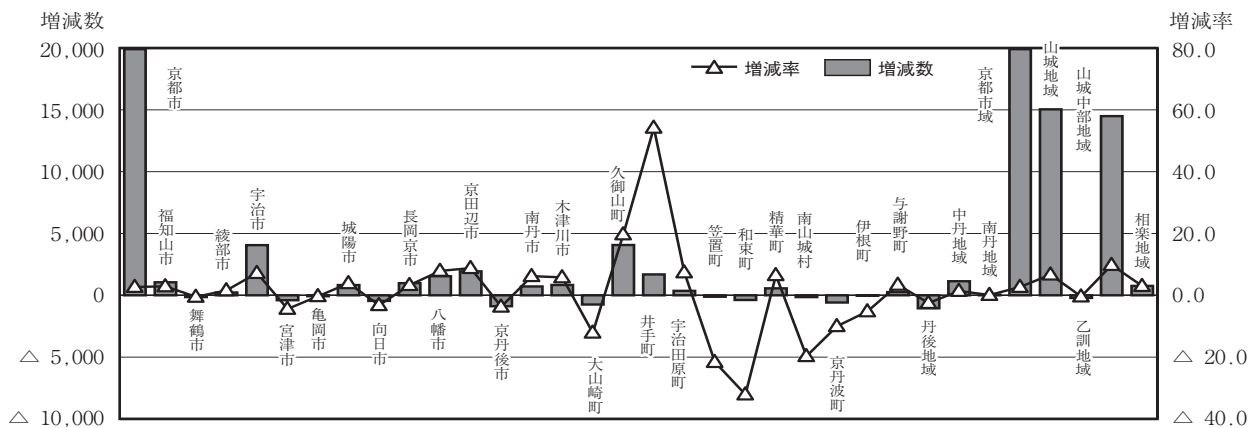 増減数
増減率
20,000
15,000
10,000
5,000
0
△ 5,000
△ 10,000
80.0
60.0
40.0
20.0
0.0
△ 20.0
△ 40.0
増減率
増減数
京都市
福知山市
舞鶴市
綾部市
宇治市
宮津市
亀岡市
城陽市
向日市
長岡京市
八幡市
京田辺市
京丹後市
南丹市
木津川市
大山崎町
久御山町
井手町
宇治田原町
笠置町
和束町
精華町
南山城村
京丹波町
伊根町
与謝野町
丹後地域
中丹地域
南丹地域
京都市域
山城地域
乙訓地域
山城中部地域
相楽地域